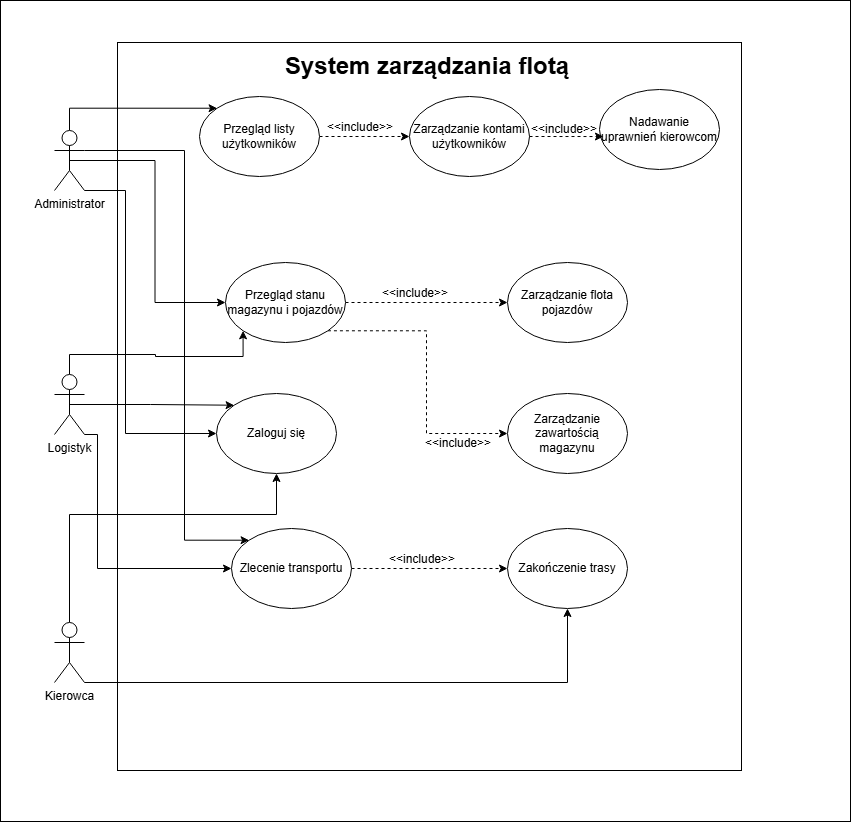 System zarządzania flotą
Przegląd listy
użytkowników
<<include>>
Zarządzanie kontami
użytkowników
<<include>>
Nadawanie
uprawnień kierowcom
Administrator
Przegląd stanu
magazynu i pojazdów
<<include>>
Zarządzanie flota
pojazdów
Logistyk
Zaloguj się
<<include>>
Zarządzanie
zawartością
magazynu
Zlecenie transportu
<<include>>
Zakończenie trasy
Kierowca